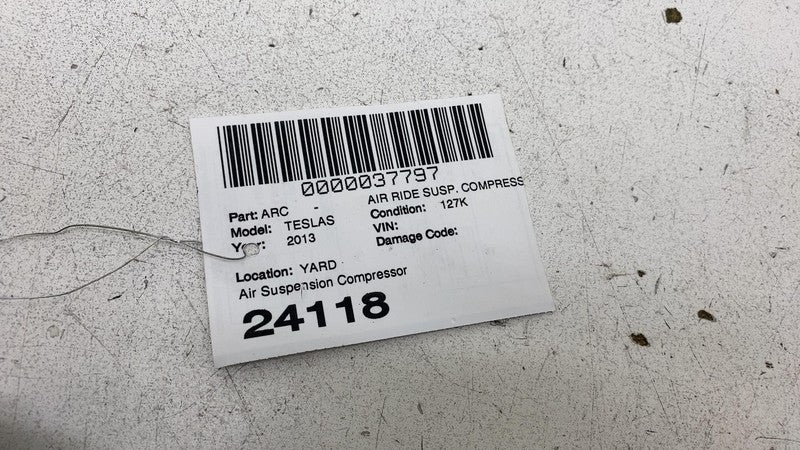 0000037797
Part: ARC - AIR RIDE SUSP. COMPRESS
Model: TESLAS Condition: 127K
Year: 2013 VIN:
Damage Code:
Location: YARD
Air Suspension Compressor
24118